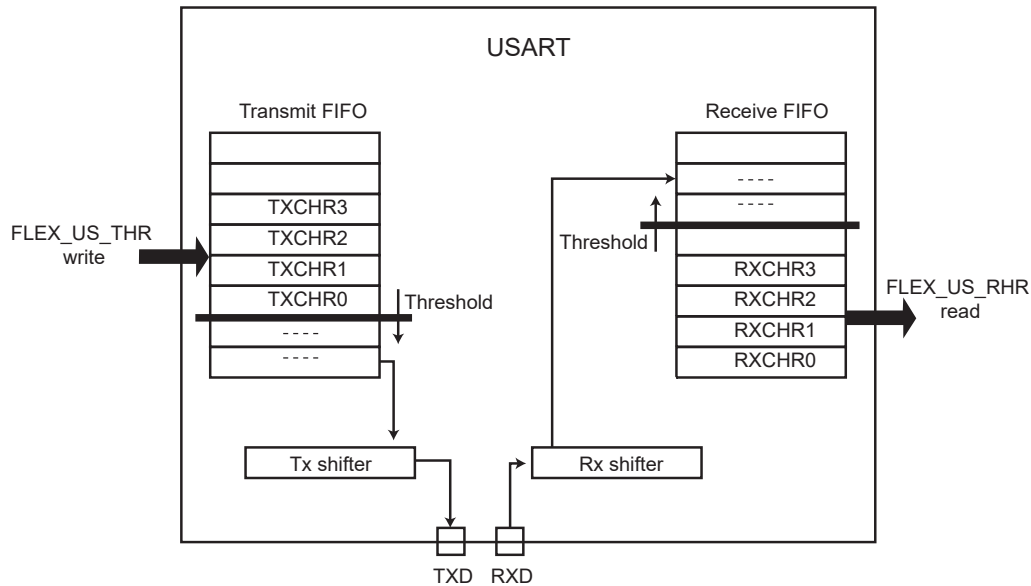 USART
Transmit FIFO
Receive FIFO
TXCHR3
TXCHR2
TXCHR1
TXCHR0
- - - -
- - - -
FLEX_US_THR
write
Threshold
- - - -
- - - -
Threshold
RXCHR3
RXCHR2
RXCHR1
RXCHR0
FLEX_US_RHR
read
Tx shifter
Rx shifter
TXD RXD